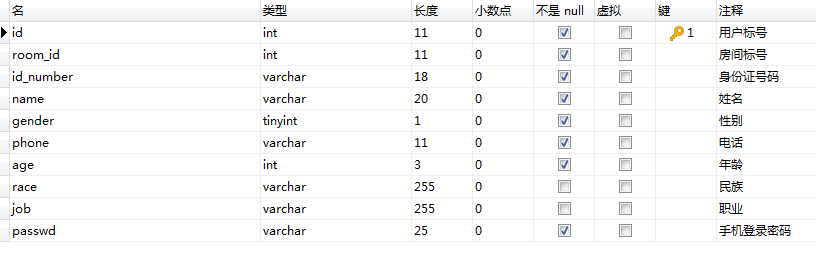 名 类型 长度 小数点 不是 null 虚拟 键 注释
id int 11 0 1 用户标号
room_id int 11 0 房间标号
id_number varchar 18 0 身份证号码
name varchar 20 0 姓名
gender tinyint 1 0 性别
phone varchar 11 0 电话
age int 3 0 年龄
race varchar 255 0 民族
job varchar 255 0 职业
passwd varchar 25 0 手机登录密码